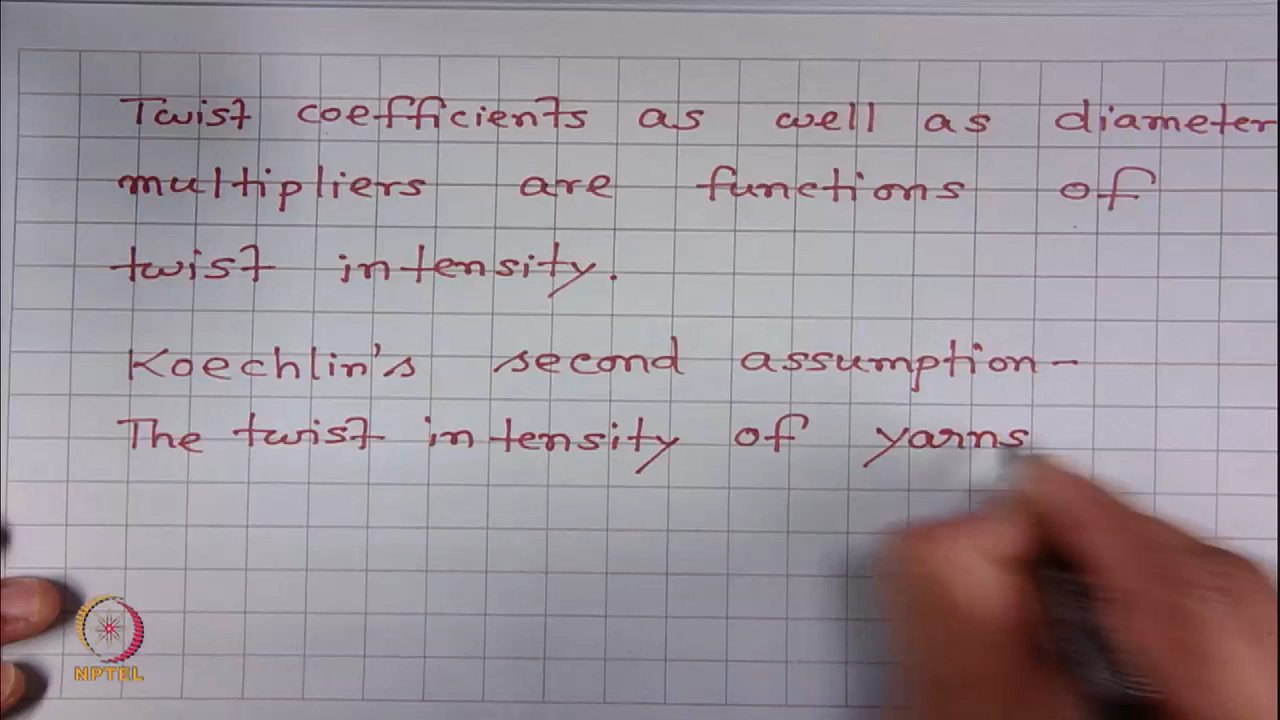 Twist coefficients as well as diameter
multipliers are functions of
twist intensity.
Koechlin's second assumption-
The twist intensity of yarns
NPTEL